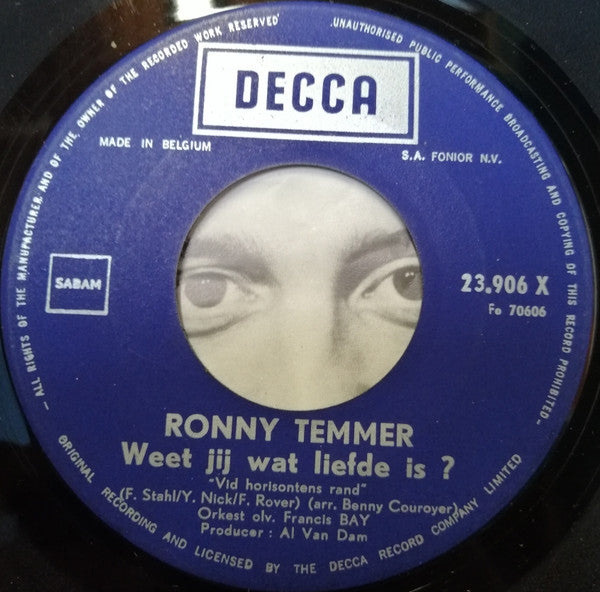 — ALL RIGHTS OF THE MANUFACTURER, AND OF THE OWNER OF THE RECORDED WORK RESERVED
.UNAUTHORISED PUBLIC PERFORMANCE BROADCASTING AND COPYING OF THIS RECORD PROHIBITED—
DECCA
MADE IN BELGIUM
S.A. FONIOR N.V.
SABAM
23.906 X
Fo 70606
RONNY TEMMER
Weet jij wat liefde is ?
"Vid horisontens rand"
(F. Stahl/Y. Nick/F. Rover) (arr. Benny Couroyer)
Orkest olv. Francis BAY
Producer : Al Van Dam
ORIGINAL RECORDING AND LICENSED BY THE DECCA RECORD COMPANY LIMITED